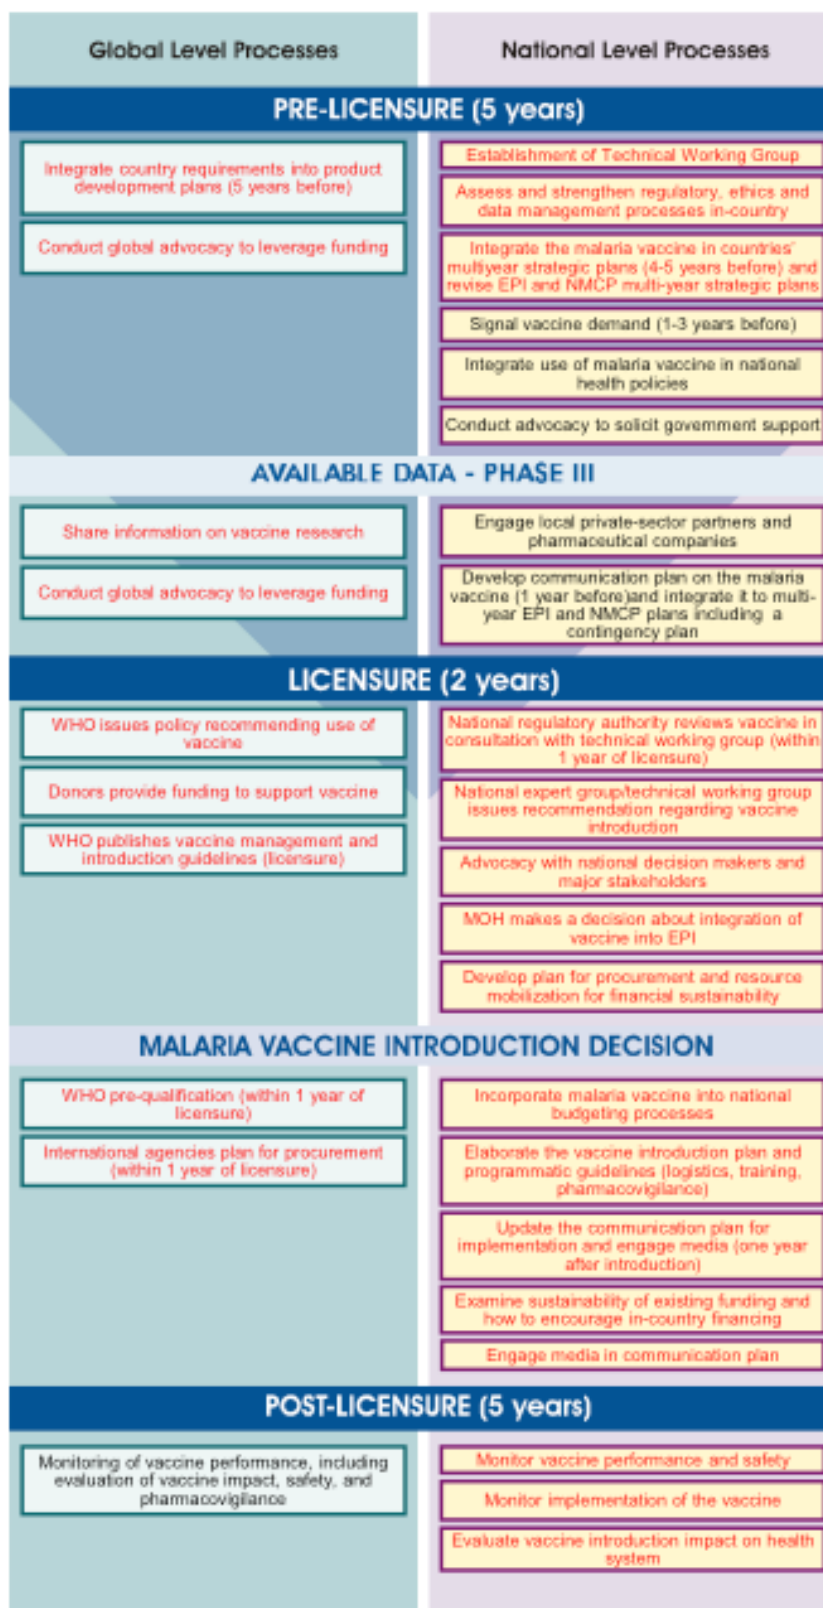 Global Level Processes
National Level Processes
PRE-LICENSURE (5 years)
Integrate country requirements into product
development plans (5 years before)
Conduct global advocacy to leverage funding
Establishment of Technical Working Group
Assess and strengthen regulatory, ethics and
data management processes in-country
Integrate the malaria vaccine in countries'
multiyear strategic plans (4-5 years before) and
revise EPI and NMCP multi-year strategic plans
Signal vaccine demand (1-3 years before)
Integrate use of malaria vaccine in national
health policies
Conduct advocacy to solicit government support
AVAILABLE DATA - PHASE III
Share information on vaccine research
Conduct global advocacy to leverage funding
Engage local private-sector partners and
pharmaceutical companies
Develop communication plan on the malaria
vaccine (1 year before)and integrate it to multi-
year EPI and NMCP plans including a
contingency plan
LICENSURE (2 years)
WHO issues policy recommending use of
vaccine
Donors provide funding to support vaccine
WHO publishes vaccine management and
introduction guidelines (licensure)
National regulatory authority reviews vaccine in
consultation with technical working group (within
1 year of licensure)
National expert group/technical working group
issues recommendation regarding vaccine
introduction
Advocacy with national decision makers and
major stakeholders
MOH makes a decision about integration of
vaccine into EPI
Develop plan for procurement and resource
mobilization for financial sustainability
MALARIA VACCINE INTRODUCTION DECISION
WHO pre-qualification (within 1 year of
licensure)
International agencies plan for procurement
(within 1 year of licensure)
Incorporate malaria vaccine into national
budgeting processes
Elaborate the vaccine introduction plan and
programmatic guidelines (logistics, training,
pharmacovigilance)
Update the communication plan for
implementation and engage media (one year
after introduction)
Examine sustainability of existing funding and
how to encourage in-country financing
Engage media in communication plan
POST-LICENSURE (5 years)
Monitoring of vaccine performance, including
evaluation of vaccine impact, safety, and
pharmacovigilance
Monitor vaccine performance and safety
Monitor implementation of the vaccine
Evaluate vaccine introduction impact on health
system